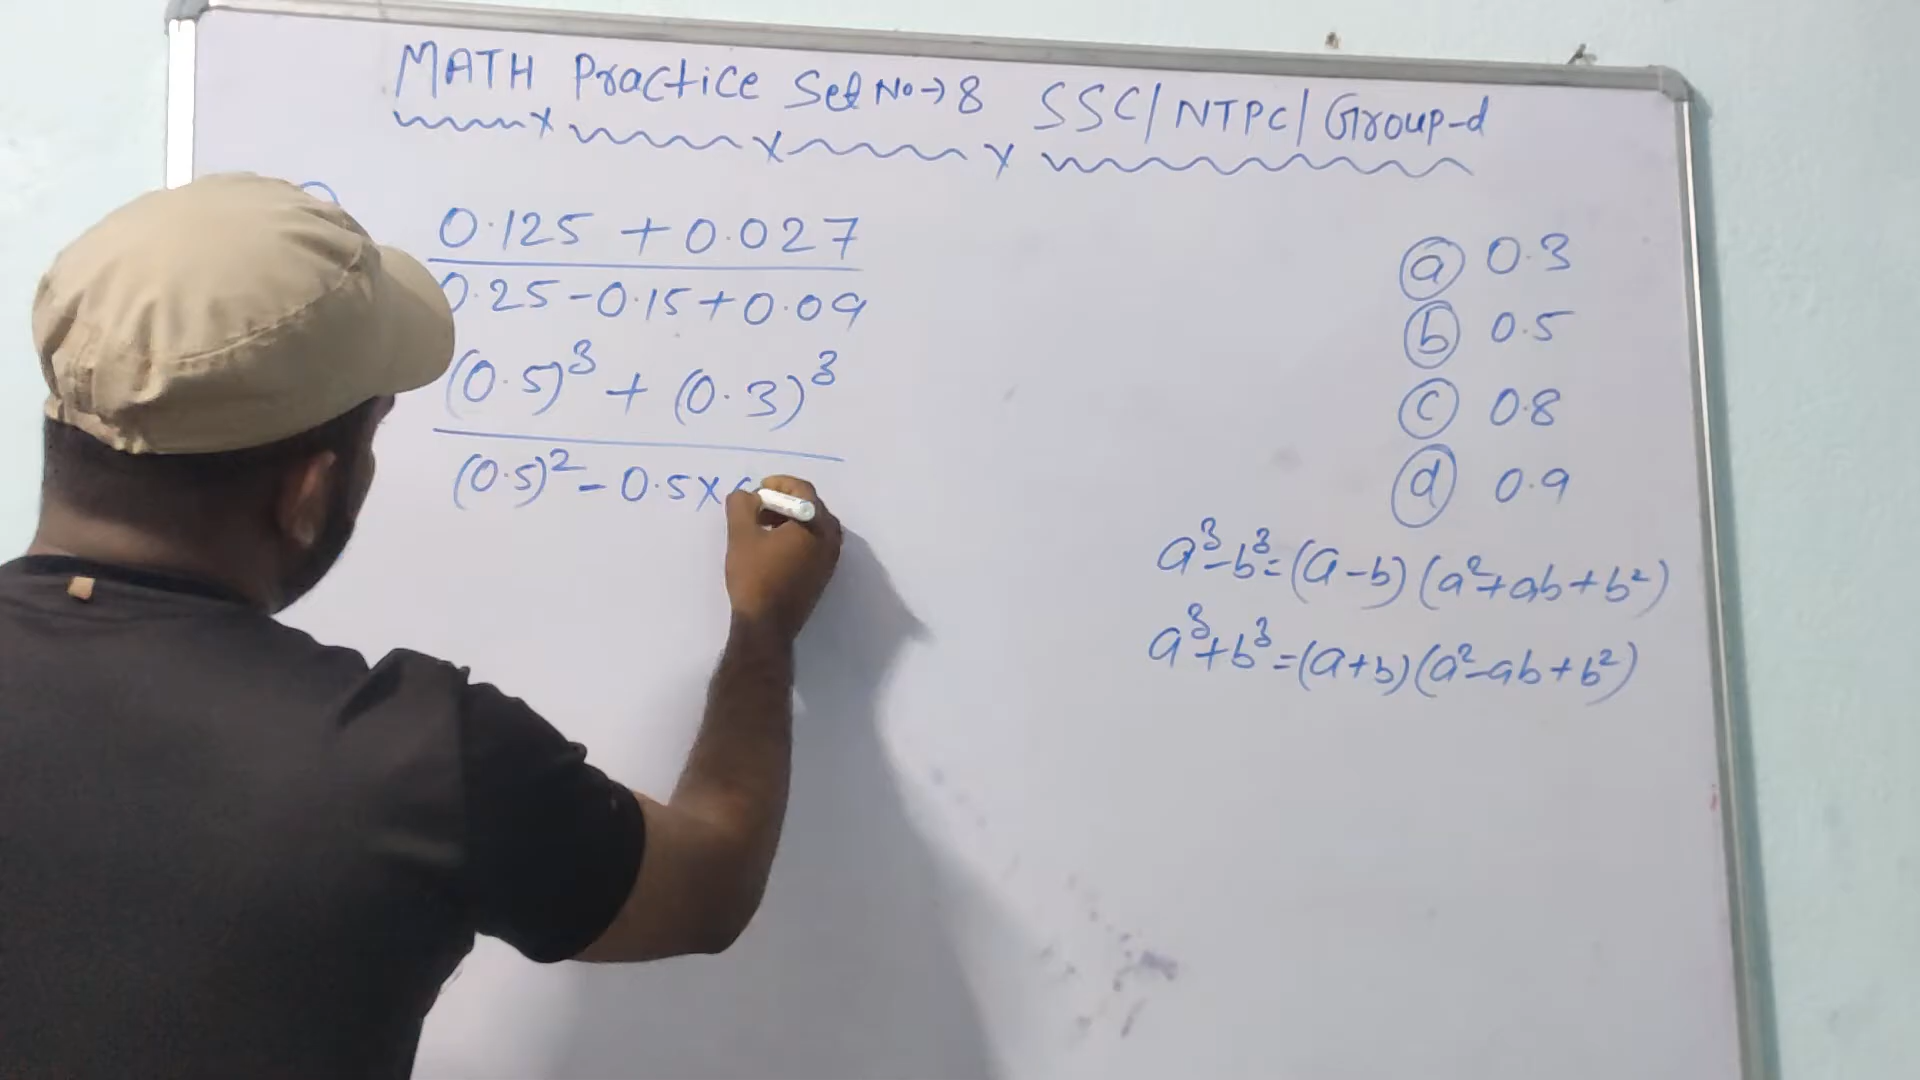 MATH Practice Set No→8 SSC/NTPC/Group-d
0.125 + 0.027
0.25-0.15+0.09
(0.5)³ + (0.3)³
(0.5)² - 0.5×
ⓐ 0.3
ⓑ 0.5
ⓒ 0.8
ⓓ 0.9
a³-b³=(a-b)(a²+ab+b²)
a³+b³=(a+b)(a²-ab+b²)